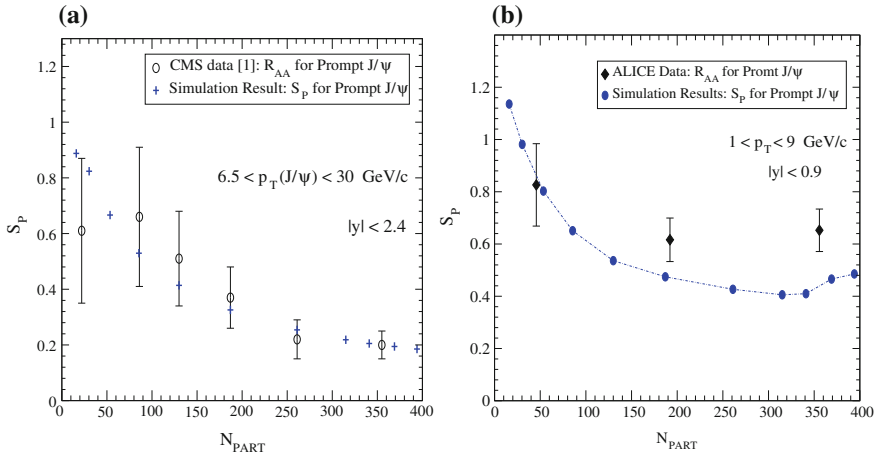 (a)
CMS data [1]: R_AA for Prompt J/ψ
Simulation Result: S_P for Prompt J/ψ
6.5 < p_T(J/ψ) < 30 GeV/c
|y| < 2.4
S_P
1.2
1
0.8
0.6
0.4
0.2
0
0 50 100 150 200 250 300 350 400
N_PART
(b)
ALICE Data: R_AA for Promt J/ψ
Simulation Results: S_P for Prompt J/ψ
1 < p_T < 9 GeV/c
|y| < 0.9
S_P
1.2
1
0.8
0.6
0.4
0.2
0
0 50 100 150 200 250 300 350 400
N_PART